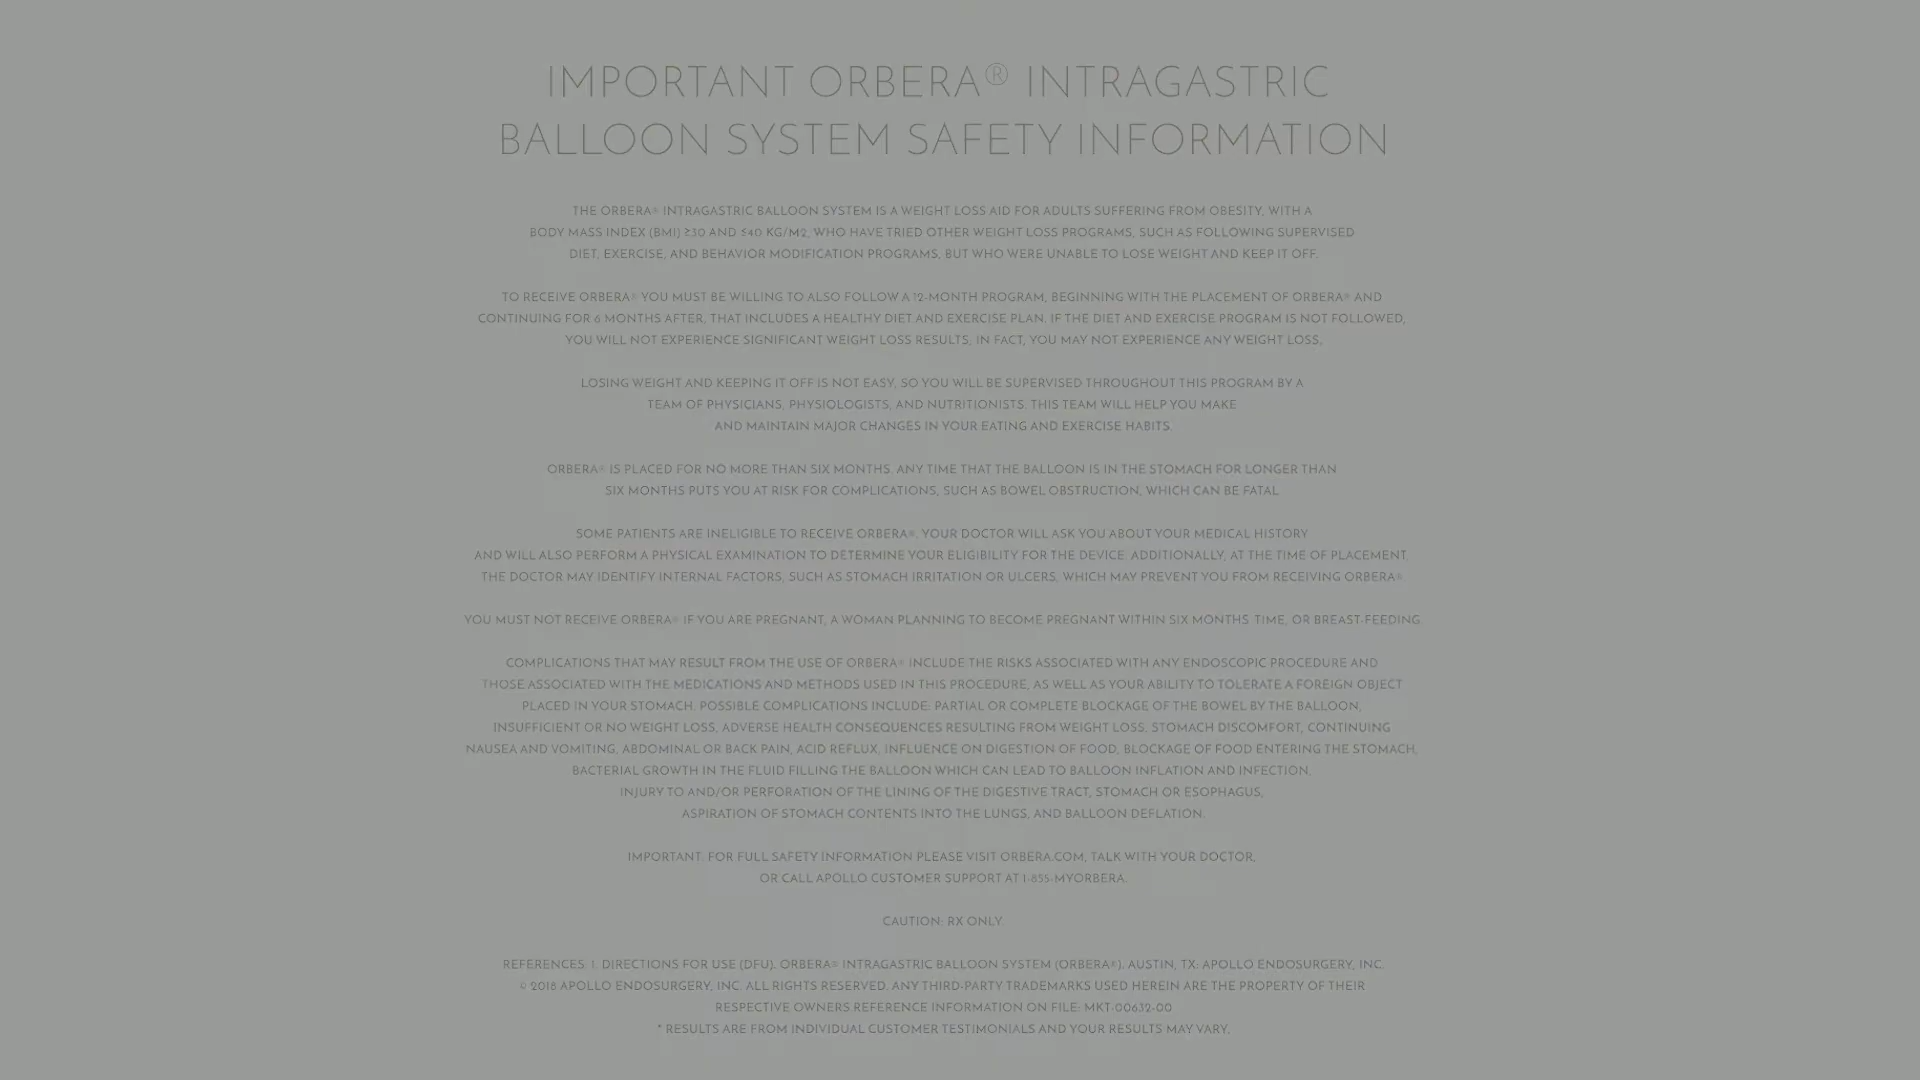 IMPORTANT ORBERA® INTRAGASTRIC
BALLOON SYSTEM SAFETY INFORMATION
THE ORBERA® INTRAGASTRIC BALLOON SYSTEM IS A WEIGHT LOSS AID FOR ADULTS SUFFERING FROM OBESITY, WITH A
BODY MASS INDEX (BMI) ≥30 AND ≤40 KG/M2, WHO HAVE TRIED OTHER WEIGHT LOSS PROGRAMS, SUCH AS FOLLOWING SUPERVISED
DIET, EXERCISE, AND BEHAVIOR MODIFICATION PROGRAMS, BUT WHO WERE UNABLE TO LOSE WEIGHT AND KEEP IT OFF.
TO RECEIVE ORBERA® YOU MUST BE WILLING TO ALSO FOLLOW A 12-MONTH PROGRAM, BEGINNING WITH THE PLACEMENT OF ORBERA® AND
CONTINUING FOR 6 MONTHS AFTER, THAT INCLUDES A HEALTHY DIET AND EXERCISE PLAN. IF THE DIET AND EXERCISE PROGRAM IS NOT FOLLOWED,
YOU WILL NOT EXPERIENCE SIGNIFICANT WEIGHT LOSS RESULTS; IN FACT, YOU MAY NOT EXPERIENCE ANY WEIGHT LOSS.
LOSING WEIGHT AND KEEPING IT OFF IS NOT EASY, SO YOU WILL BE SUPERVISED THROUGHOUT THIS PROGRAM BY A
TEAM OF PHYSICIANS, PHYSIOLOGISTS, AND NUTRITIONISTS. THIS TEAM WILL HELP YOU MAKE
AND MAINTAIN MAJOR CHANGES IN YOUR EATING AND EXERCISE HABITS.
ORBERA® IS PLACED FOR NO MORE THAN SIX MONTHS. ANY TIME THAT THE BALLOON IS IN THE STOMACH FOR LONGER THAN
SIX MONTHS PUTS YOU AT RISK FOR COMPLICATIONS, SUCH AS BOWEL OBSTRUCTION, WHICH CAN BE FATAL.
SOME PATIENTS ARE INELIGIBLE TO RECEIVE ORBERA®. YOUR DOCTOR WILL ASK YOU ABOUT YOUR MEDICAL HISTORY
AND WILL ALSO PERFORM A PHYSICAL EXAMINATION TO DETERMINE YOUR ELIGIBILITY FOR THE DEVICE. ADDITIONALLY, AT THE TIME OF PLACEMENT
THE DOCTOR MAY IDENTIFY INTERNAL FACTORS, SUCH AS STOMACH IRRITATION OR ULCERS, WHICH MAY PREVENT YOU FROM RECEIVING ORBERA®.
YOU MUST NOT RECEIVE ORBERA® IF YOU ARE PREGNANT, A WOMAN PLANNING TO BECOME PREGNANT WITHIN SIX MONTHS' TIME, OR BREAST-FEEDING.
COMPLICATIONS THAT MAY RESULT FROM THE USE OF ORBERA® INCLUDE THE RISKS ASSOCIATED WITH ANY ENDOSCOPIC PROCEDURE AND
THOSE ASSOCIATED WITH THE MEDICATIONS AND METHODS USED IN THIS PROCEDURE, AS WELL AS YOUR ABILITY TO TOLERATE A FOREIGN OBJECT
PLACED IN YOUR STOMACH. POSSIBLE COMPLICATIONS INCLUDE: PARTIAL OR COMPLETE BLOCKAGE OF THE BOWEL BY THE BALLOON,
INSUFFICIENT OR NO WEIGHT LOSS, ADVERSE HEALTH CONSEQUENCES RESULTING FROM WEIGHT LOSS, STOMACH DISCOMFORT, CONTINUING
NAUSEA AND VOMITING, ABDOMINAL OR BACK PAIN, ACID REFLUX, INFLUENCE ON DIGESTION OF FOOD, BLOCKAGE OF FOOD ENTERING THE STOMACH,
BACTERIAL GROWTH IN THE FLUID FILLING THE BALLOON WHICH CAN LEAD TO BALLOON INFLATION AND INFECTION,
INJURY TO AND/OR PERFORATION OF THE LINING OF THE DIGESTIVE TRACT, STOMACH OR ESOPHAGUS,
ASPIRATION OF STOMACH CONTENTS INTO THE LUNGS, AND BALLOON DEFLATION.
IMPORTANT: FOR FULL SAFETY INFORMATION PLEASE VISIT ORBERA.COM, TALK WITH YOUR DOCTOR,
OR CALL APOLLO CUSTOMER SUPPORT AT 1-855-MYORBERA.
CAUTION: RX ONLY.
REFERENCES: 1. DIRECTIONS FOR USE (DFU). ORBERA® INTRAGASTRIC BALLOON SYSTEM (ORBERA®). AUSTIN, TX: APOLLO ENDOSURGERY, INC.
© 2018 APOLLO ENDOSURGERY, INC. ALL RIGHTS RESERVED. ANY THIRD-PARTY TRADEMARKS USED HEREIN ARE THE PROPERTY OF THEIR
RESPECTIVE OWNERS REFERENCE INFORMATION ON FILE: MKT-00632-00
* RESULTS ARE FROM INDIVIDUAL CUSTOMER TESTIMONIALS AND YOUR RESULTS MAY VARY.